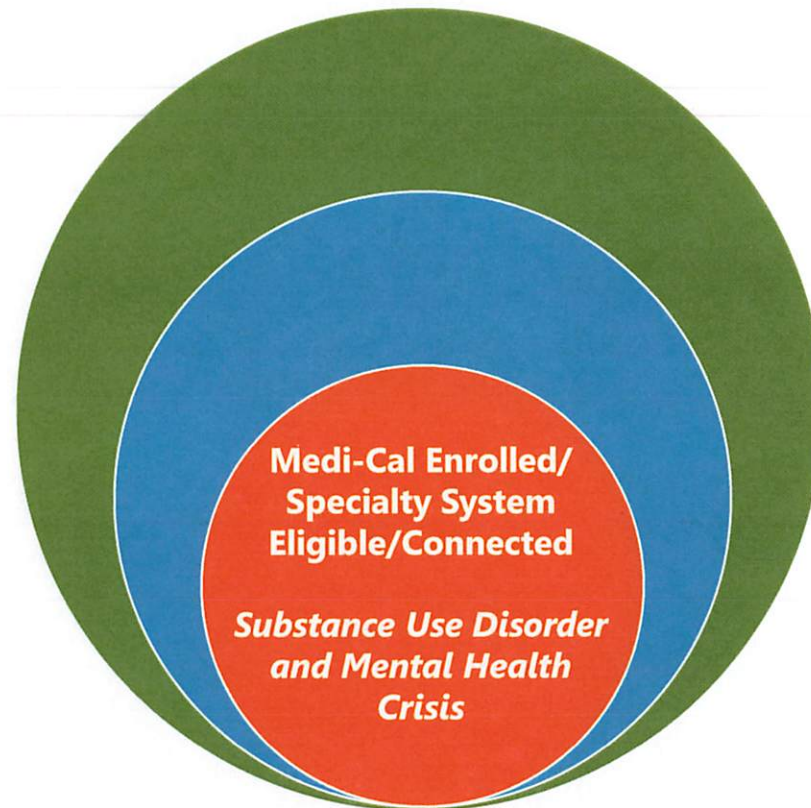 Medi-Cal Enrolled/
Specialty System
Eligible/Connected
Substance Use Disorder
and Mental Health
Crisis